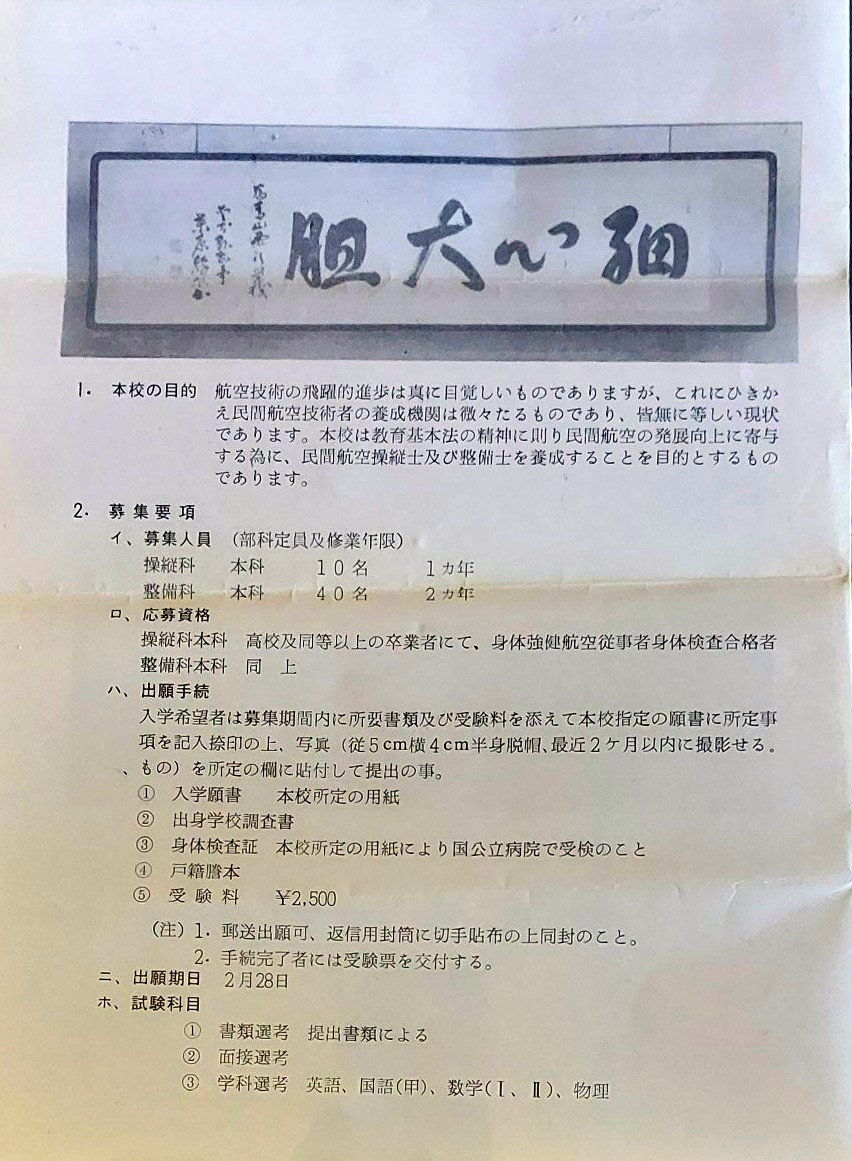 細心大胆
1. 本校の目的 航空技術の飛躍的進歩は真に目覚しいものでありますが、これにひきか
え民間航空技術者の養成機関は微々たるものであり、皆無に等しい現状
であります。本校は教育基本法の精神に則り民間航空の発展向上に寄与
する為に、民間航空操縦士及び整備士を養成することを目的とするもの
であります。
2. 募集要項
イ、募集人員 (部科定員及修業年限)
操縦科 本科 10名 1カ年
整備科 本科 40名 2カ年
ロ、応募資格
操縦科本科 高校及同等以上の卒業者にて、身体強健航空従事者身体検査合格者
整備科本科 同 上
ハ、出願手続
入学希望者は募集期間内に所要書類及び受験料を添えて本校指定の願書に所定事
項を記入捺印の上、写真(従5cm横4cm半身脱帽、最近2ケ月以内に撮影せる。
、もの)を所定の欄に貼付して提出の事。
① 入学願書 本校所定の用紙
② 出身学校調査書
③ 身体検査証 本校所定の用紙により国公立病院で受検のこと
④ 戸籍謄本
⑤ 受験料 ¥2,500
(注) 1. 郵送出願可、返信用封筒に切手貼布の上同封のこと。
2. 手続完了者には受験票を交付する。
ニ、出願期日 2月28日
ホ、試験科目
① 書類選考 提出書類による
② 面接選考
③ 学科選考 英語、国語(甲)、数学(Ⅰ、Ⅱ)、物理